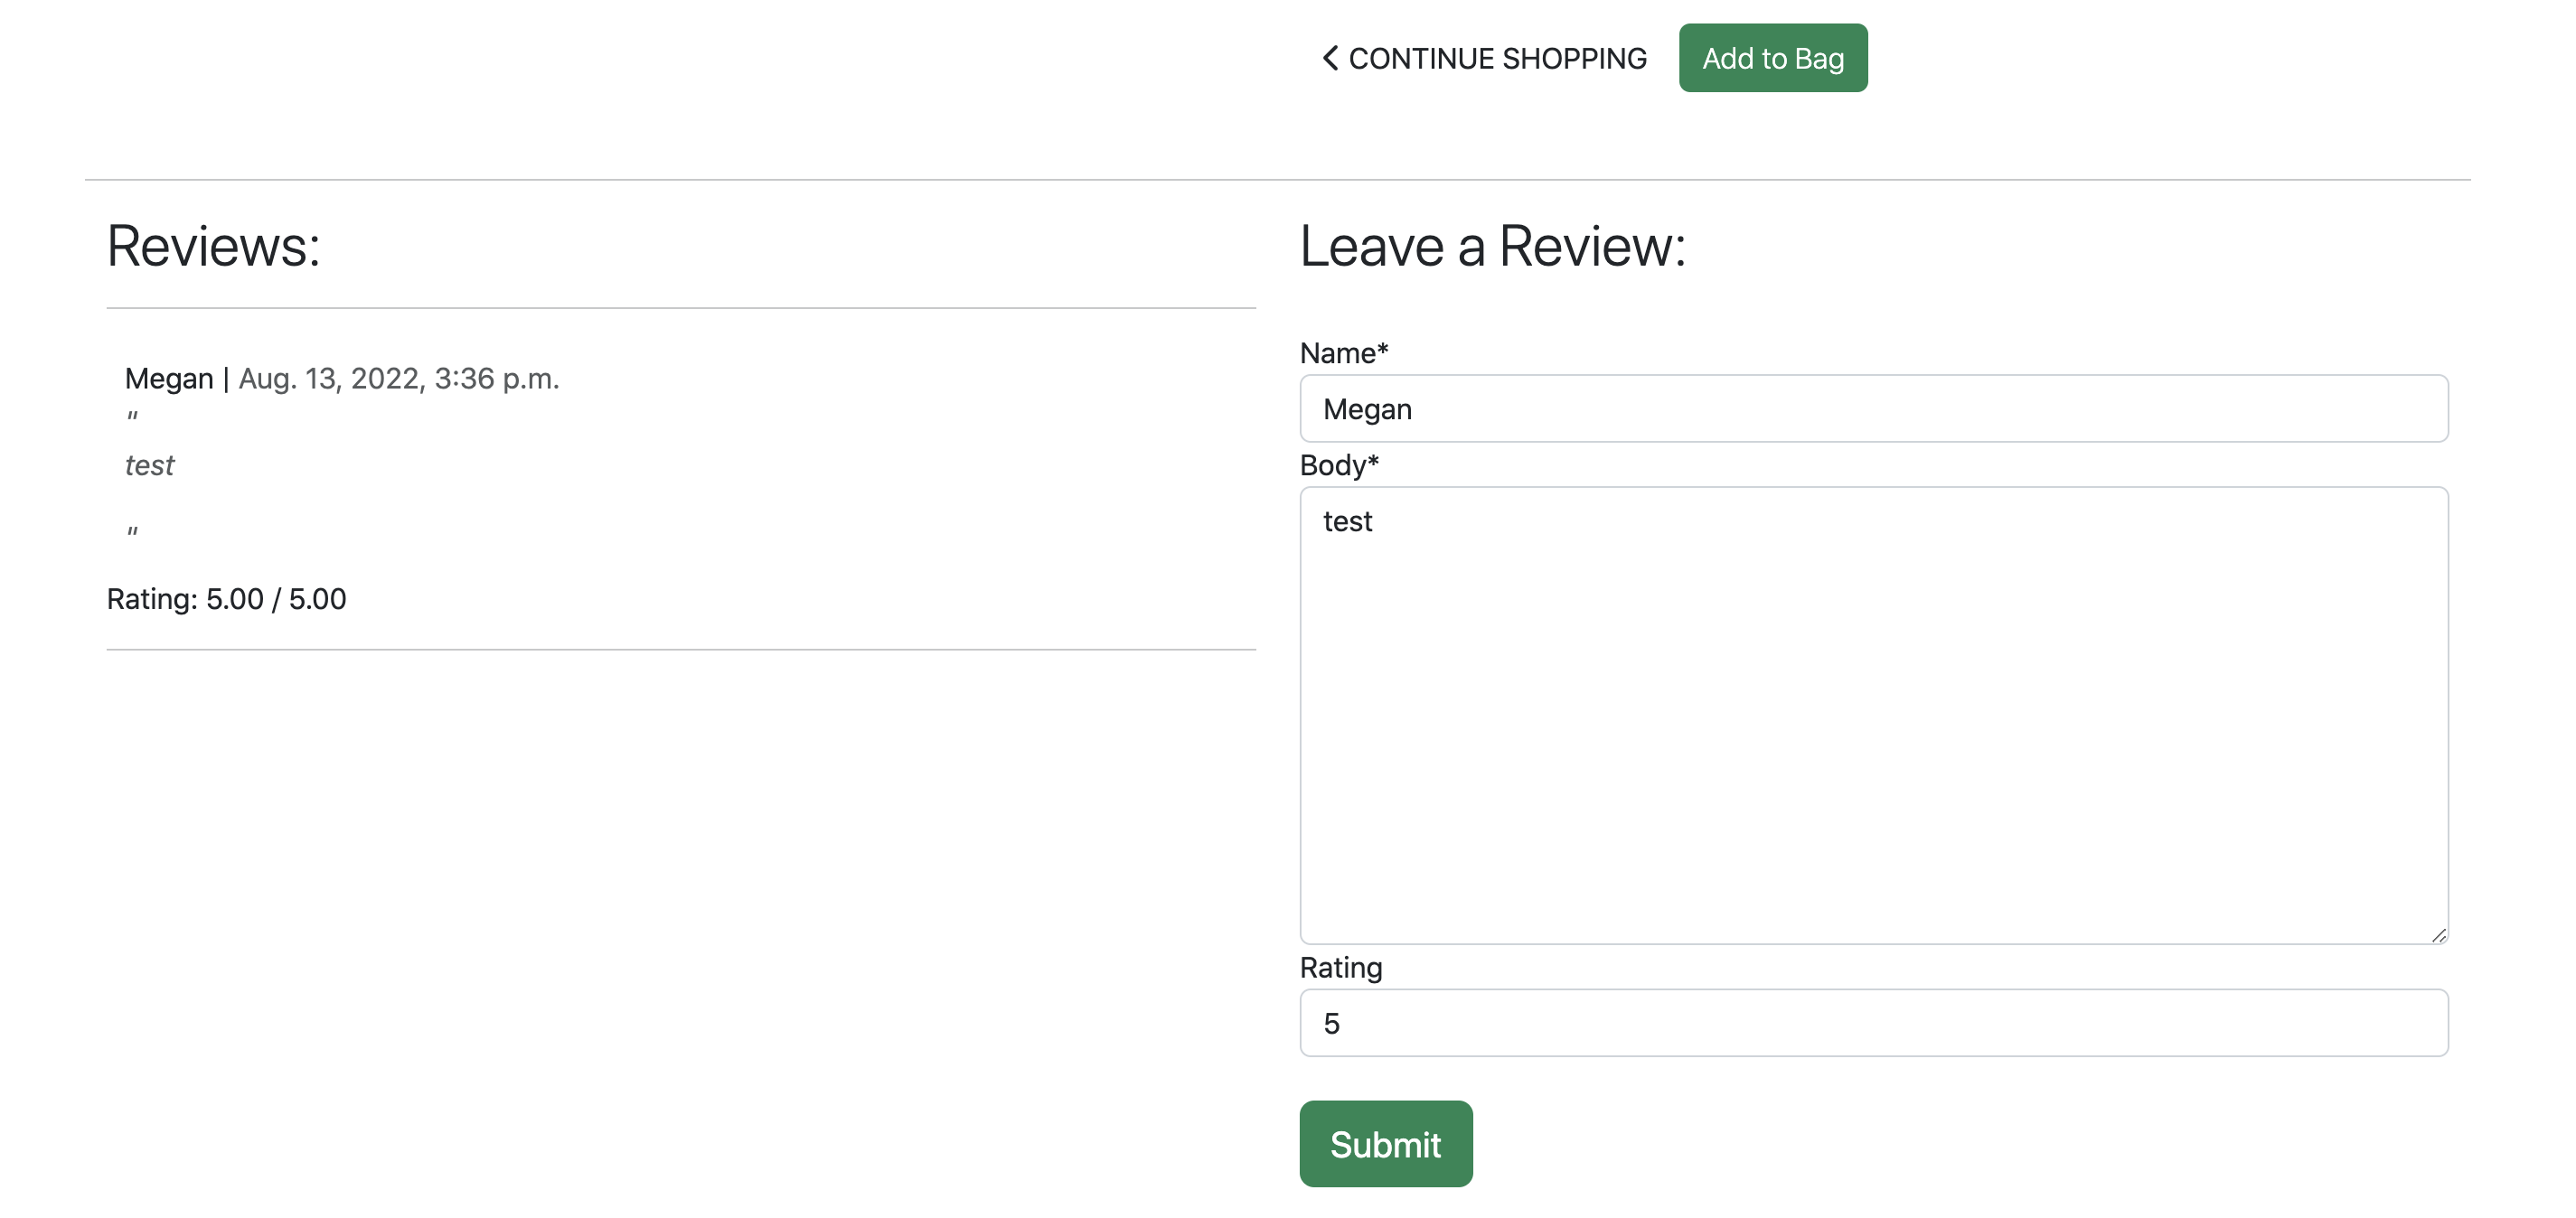 CONTINUE SHOPPING
Add to Bag
Reviews:
Megan | Aug. 13, 2022, 3:36 p.m.
"
test
"
Rating: 5.00 / 5.00
Leave a Review:
Name*
Megan
Body*
test
Rating
5
Submit